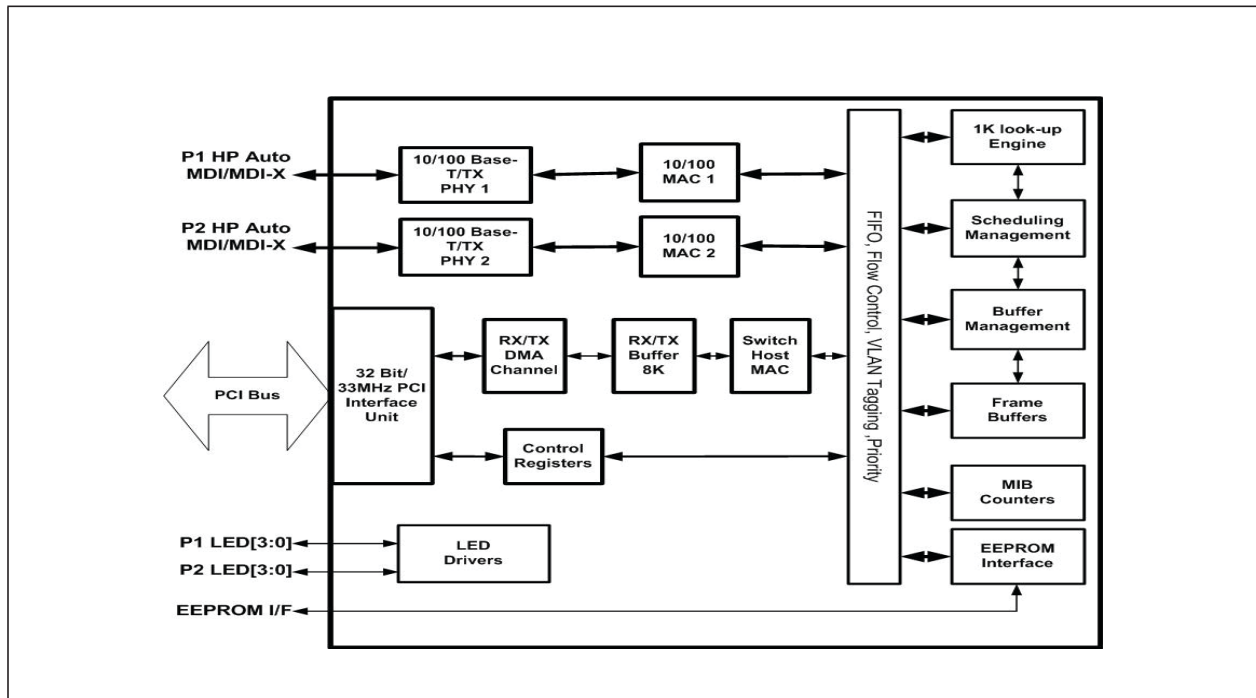 P1 HP Auto
MDI/MDI-X
10/100 Base-
T/TX
PHY 1
10/100
MAC 1
P2 HP Auto
MDI/MDI-X
10/100 Base-
T/TX
PHY 2
10/100
MAC 2
PCI Bus
32 Bit/
33MHz PCI
Interface
Unit
RX/TX
DMA
Channel
RX/TX
Buffer
8K
Switch
Host
MAC
Control
Registers
P1 LED[3:0]
P2 LED[3:0]
LED
Drivers
EEPROM I/F
FIFO, Flow Control, VLAN Tagging ,Priority
1K look-up
Engine
Scheduling
Management
Buffer
Management
Frame
Buffers
MIB
Counters
EEPROM
Interface